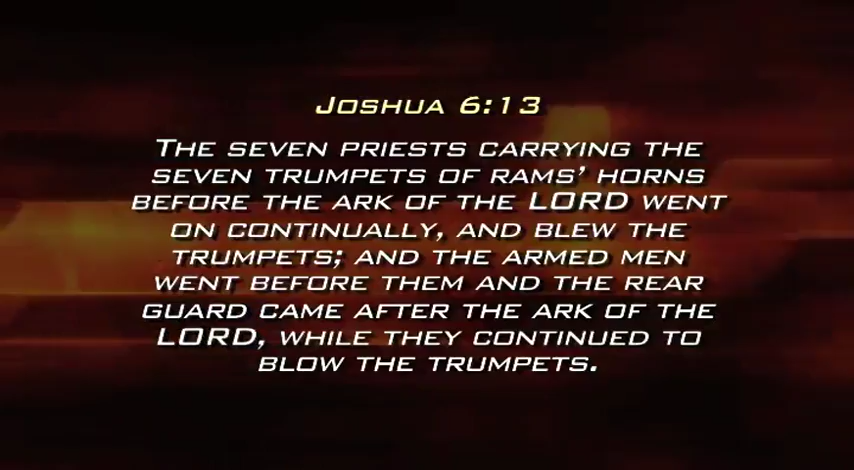 JOSHUA 6:13
THE SEVEN PRIESTS CARRYING THE
SEVEN TRUMPETS OF RAMS' HORNS
BEFORE THE ARK OF THE LORD WENT
ON CONTINUALLY, AND BLEW THE
TRUMPETS; AND THE ARMED MEN
WENT BEFORE THEM AND THE REAR
GUARD CAME AFTER THE ARK OF THE
LORD, WHILE THEY CONTINUED TO
BLOW THE TRUMPETS.